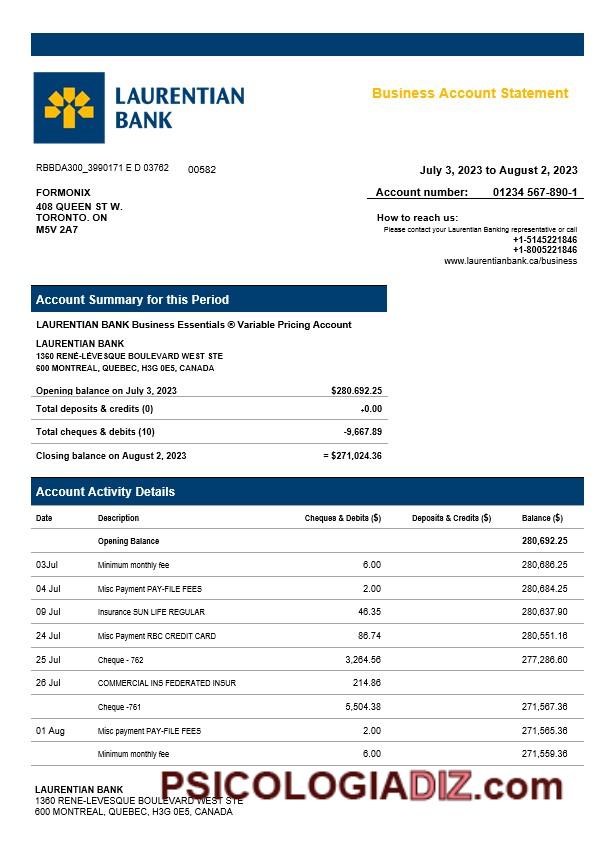 LAURENTIAN
BANK
Business Account Statement
RBBDA300_3990171 E D 03762 00582
July 3, 2023 to August 2, 2023
FORMONIX
408 QUEEN ST W.
TORONTO. ON
M5V 2A7
Account number: 01234 567-890-1
How to reach us:
Please contact your Laurentian Banking representative or call
+1-5145221846
+1-8005221846
www.laurentianbank.ca/business
Account Summary for this Period
LAURENTIAN BANK Business Essentials ® Variable Pricing Account
LAURENTIAN BANK
1360 RENÉ-LÉVESQUE BOULEVARD WEST STE
600 MONTREAL, QUEBEC, H3G 0E5, CANADA
Opening balance on July 3, 2023 $280.692.25
Total deposits & credits (0) +0.00
Total cheques & debits (10) -9,667.89
Closing balance on August 2, 2023 = $271,024.36
Account Activity Details
Date Description Cheques & Debits ($) Deposits & Credits ($) Balance ($)
Opening Balance 280,692.25
03Jul Minimum monthly fee 6.00 280,686.25
04 Jul Misc Payment PAY-FILE FEES 2.00 280,684.25
09 Jul Insurance SUN LIFE REGULAR 46.35 280,637.90
24 Jul Misc Payment RBC CREDIT CARD 86.74 280,551.16
25 Jul Cheque - 762 3,264.56 277,286.60
26 Jul COMMERCIAL INS FEDERATED INSUR 214.86
Cheque -761 5,504.38 271,567.36
01 Aug Misc payment PAY-FILE FEES 2.00 271,565.36
Minimum monthly fee 6.00 271,559.36
LAURENTIAN BANK
1360 RENE-LEVESQUE BOULEVARD WEST STE
600 MONTREAL, QUEBEC, H3G 0E5, CANADA
PSICOLOGIADIZ.com